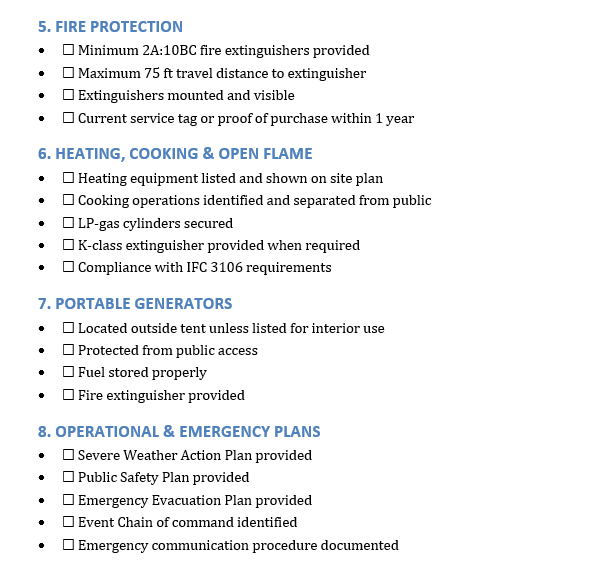 5. FIRE PROTECTION
• ☐ Minimum 2A:10BC fire extinguishers provided
• ☐ Maximum 75 ft travel distance to extinguisher
• ☐ Extinguishers mounted and visible
• ☐ Current service tag or proof of purchase within 1 year
6. HEATING, COOKING & OPEN FLAME
• ☐ Heating equipment listed and shown on site plan
• ☐ Cooking operations identified and separated from public
• ☐ LP-gas cylinders secured
• ☐ K-class extinguisher provided when required
• ☐ Compliance with IFC 3106 requirements
7. PORTABLE GENERATORS
• ☐ Located outside tent unless listed for interior use
• ☐ Protected from public access
• ☐ Fuel stored properly
• ☐ Fire extinguisher provided
8. OPERATIONAL & EMERGENCY PLANS
• ☐ Severe Weather Action Plan provided
• ☐ Public Safety Plan provided
• ☐ Emergency Evacuation Plan provided
• ☐ Event Chain of command identified
• ☐ Emergency communication procedure documented